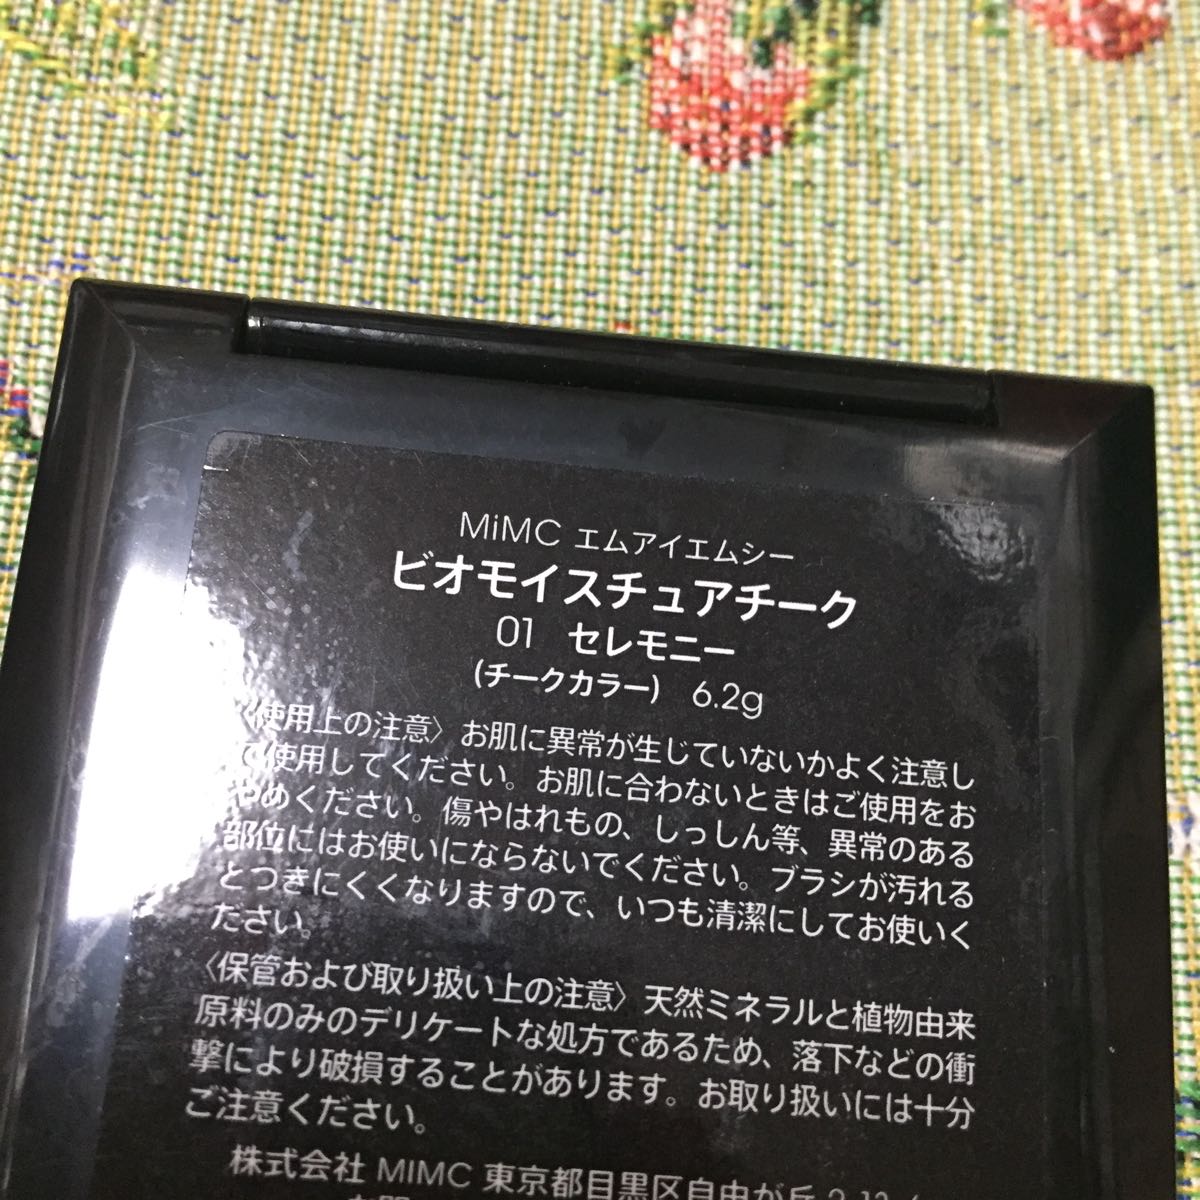 MiMC エムアイエムシー
ビオモイスチュアチーク
01 セレモニー
(チークカラー) 6.2g
〈使用上の注意〉お肌に異常が生じていないかよく注意し
て使用してください。お肌に合わないときはご使用をお
やめください。傷やはれもの、しっしん等、異常のある
部位にはお使いにならないでください。ブラシが汚れる
とつきにくくなりますので、いつも清潔にしてお使いく
ださい。
〈保管および取り扱い上の注意〉天然ミネラルと植物由来
原料のみのデリケートな処方であるため、落下などの衝
撃により破損することがあります。お取り扱いには十分
ご注意ください。
株式会社 MIMC 東京都目黒区自由が丘